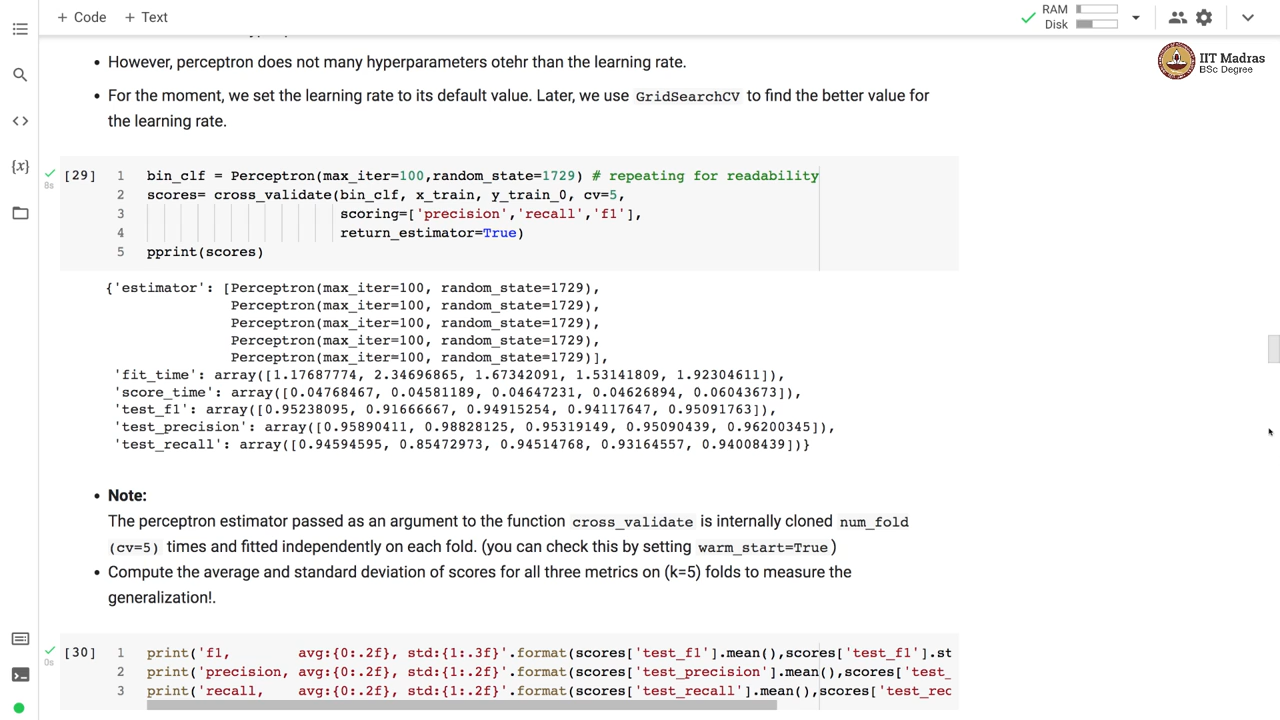 + Code + Text
RAM
Disk
IIT Madras
BSc Degree
• However, perceptron does not many hyperparameters otehr than the learning rate.
• For the moment, we set the learning rate to its default value. Later, we use GridSearchCV to find the better value for
the learning rate.
[29] 1 bin_clf = Perceptron(max_iter=100,random_state=1729) # repeating for readability
2 scores= cross_validate(bin_clf, x_train, y_train_0, cv=5,
3 scoring=['precision','recall','f1'],
4 return_estimator=True)
5 pprint(scores)
{'estimator': [Perceptron(max_iter=100, random_state=1729),
Perceptron(max_iter=100, random_state=1729),
Perceptron(max_iter=100, random_state=1729),
Perceptron(max_iter=100, random_state=1729),
Perceptron(max_iter=100, random_state=1729)],
'fit_time': array([1.17687774, 2.34696865, 1.67342091, 1.53141809, 1.92304611]),
'score_time': array([0.04768467, 0.04581189, 0.04647231, 0.04626894, 0.06043673]),
'test_f1': array([0.95238095, 0.91666667, 0.94915254, 0.94117647, 0.95091763]),
'test_precision': array([0.95890411, 0.98828125, 0.95319149, 0.95090439, 0.96200345]),
'test_recall': array([0.94594595, 0.85472973, 0.94514768, 0.93164557, 0.94008439])}
• Note:
The perceptron estimator passed as an argument to the function cross_validate is internally cloned num_fold
(cv=5) times and fitted independently on each fold. (you can check this by setting warm_start=True)
• Compute the average and standard deviation of scores for all three metrics on (k=5) folds to measure the
generalization!.
[30] 1 print('f1, avg:{0:.2f}, std:{1:.3f}'.format(scores['test_f1'].mean(),scores['test_f1'].st
2 print('precision, avg:{0:.2f}, std:{1:.2f}'.format(scores['test_precision'].mean(),scores['test_
3 print('recall, avg:{0:.2f}, std:{1:.2f}'.format(scores['test_recall'].mean(),scores['test_rec